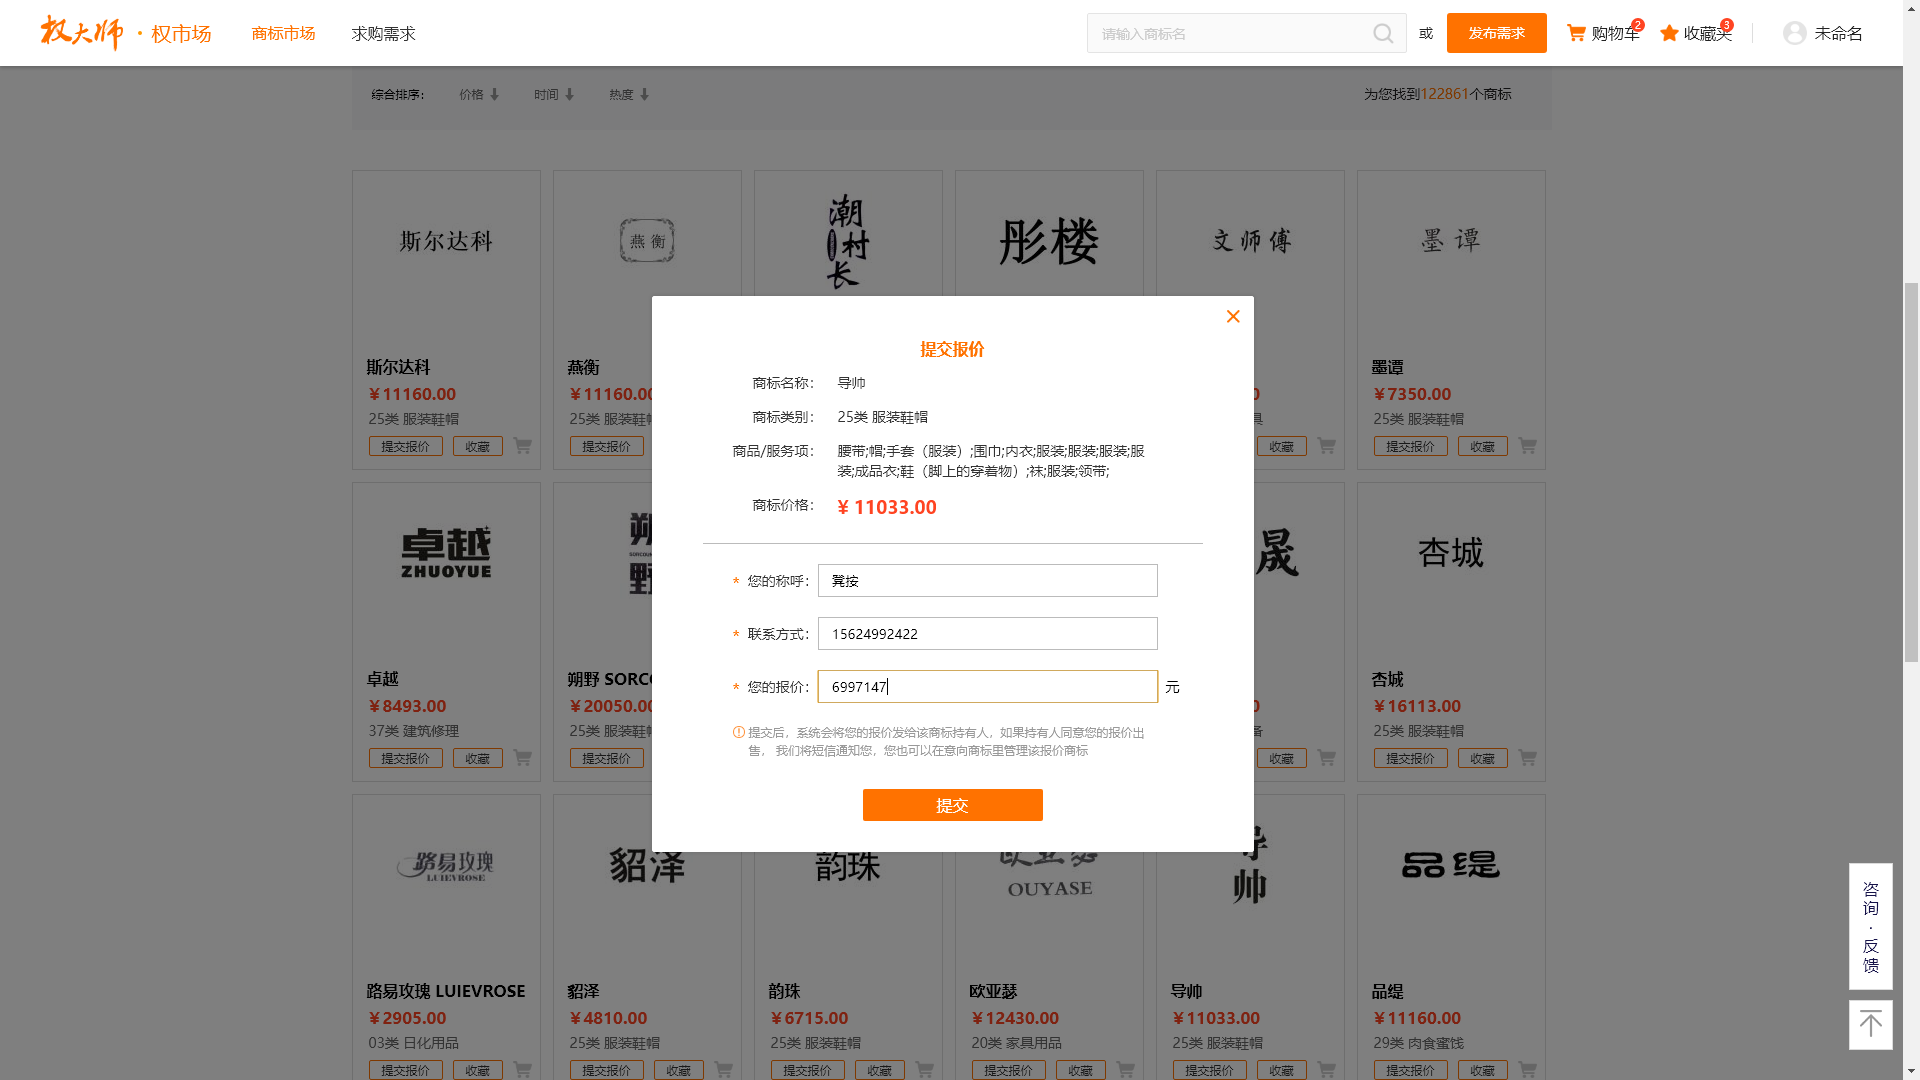 权大师 · 权市场
商标市场
求购需求
请输入商标名
或
发布需求
购物车 2
收藏夹 3
未命名
综合排序:
价格
时间
热度
为您找到122861个商标
斯尔达科
燕衡
潮村长
彤楼
文师傅
墨谭
斯尔达科
¥11160.00
25类 服装鞋帽
提交报价
收藏
燕衡
¥11160.00
25类 服装鞋帽
提交报价
收藏
墨谭
¥7350.00
25类 服装鞋帽
提交报价
收藏
提交报价
商标名称：
导帅
商标类别：
25类 服装鞋帽
商品/服务项：
腰带;帽;手套（服装）;围巾;内衣;服装;服装;服装;服
装;成品衣;鞋（脚上的穿着物）;袜;服装;领带;
商标价格：
¥ 11033.00
* 您的称呼：
凳按
* 联系方式：
15624992422
* 您的报价：
6997147
元
提交后，系统会将您的报价发给该商标持有人，如果持有人同意您的报价出
售， 我们将短信通知您，您也可以在意向商标里管理该报价商标
提交
卓越
ZHUOYUE
晟
杏城
卓越
¥8493.00
37类 建筑修理
提交报价
收藏
朔野 SORCO
¥20050.00
25类 服装鞋帽
提交报价
收藏
杏城
¥16113.00
25类 服装鞋帽
提交报价
收藏
路易玫瑰
LUIEVROSE
貂泽
韵珠
欧亚瑟
OUYASE
导帅
品缇
路易玫瑰 LUIEVROSE
¥2905.00
03类 日化用品
提交报价
收藏
貂泽
¥4810.00
25类 服装鞋帽
提交报价
收藏
韵珠
¥6715.00
25类 服装鞋帽
提交报价
收藏
欧亚瑟
¥12430.00
20类 家具用品
提交报价
收藏
导帅
¥11033.00
25类 服装鞋帽
提交报价
收藏
品缇
¥11160.00
29类 肉食蜜饯
提交报价
收藏
咨询·反馈